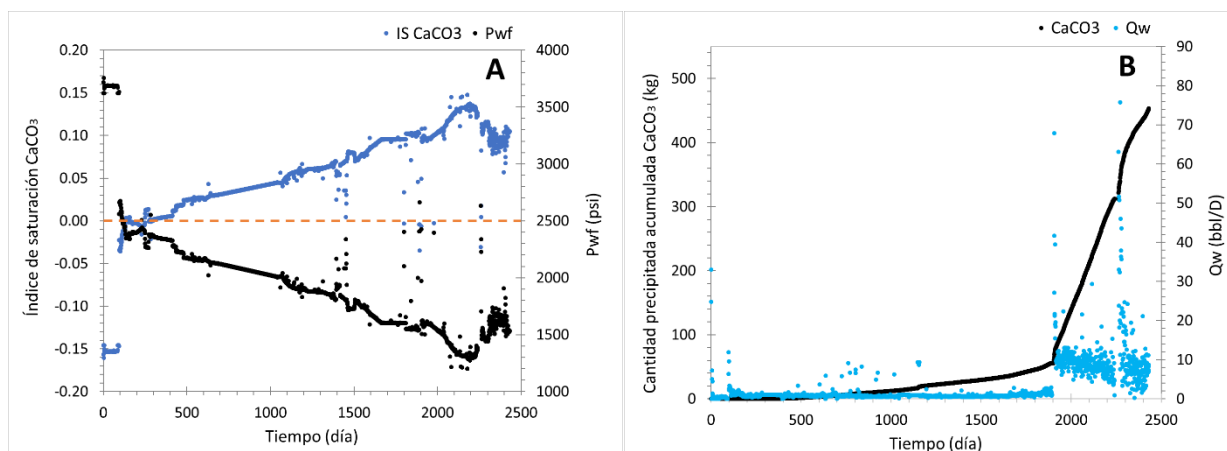 IS CaCO3 Pwf
A
Índice de saturación CaCO₃
0.20
0.15
0.10
0.05
0.00
-0.05
-0.10
-0.15
-0.20
4000
3500
3000
2500
2000
1500
1000
Pwf (psi)
0 500 1000 1500 2000 2500
Tiempo (día)
CaCO3 Qw
B
Cantidad precipitada acumulada CaCO₃ (kg)
500
400
300
200
100
0
90
80
70
60
50
40
30
20
10
0
Qw (bbl/D)
0 500 1000 1500 2000 2500
Tiempo (día)